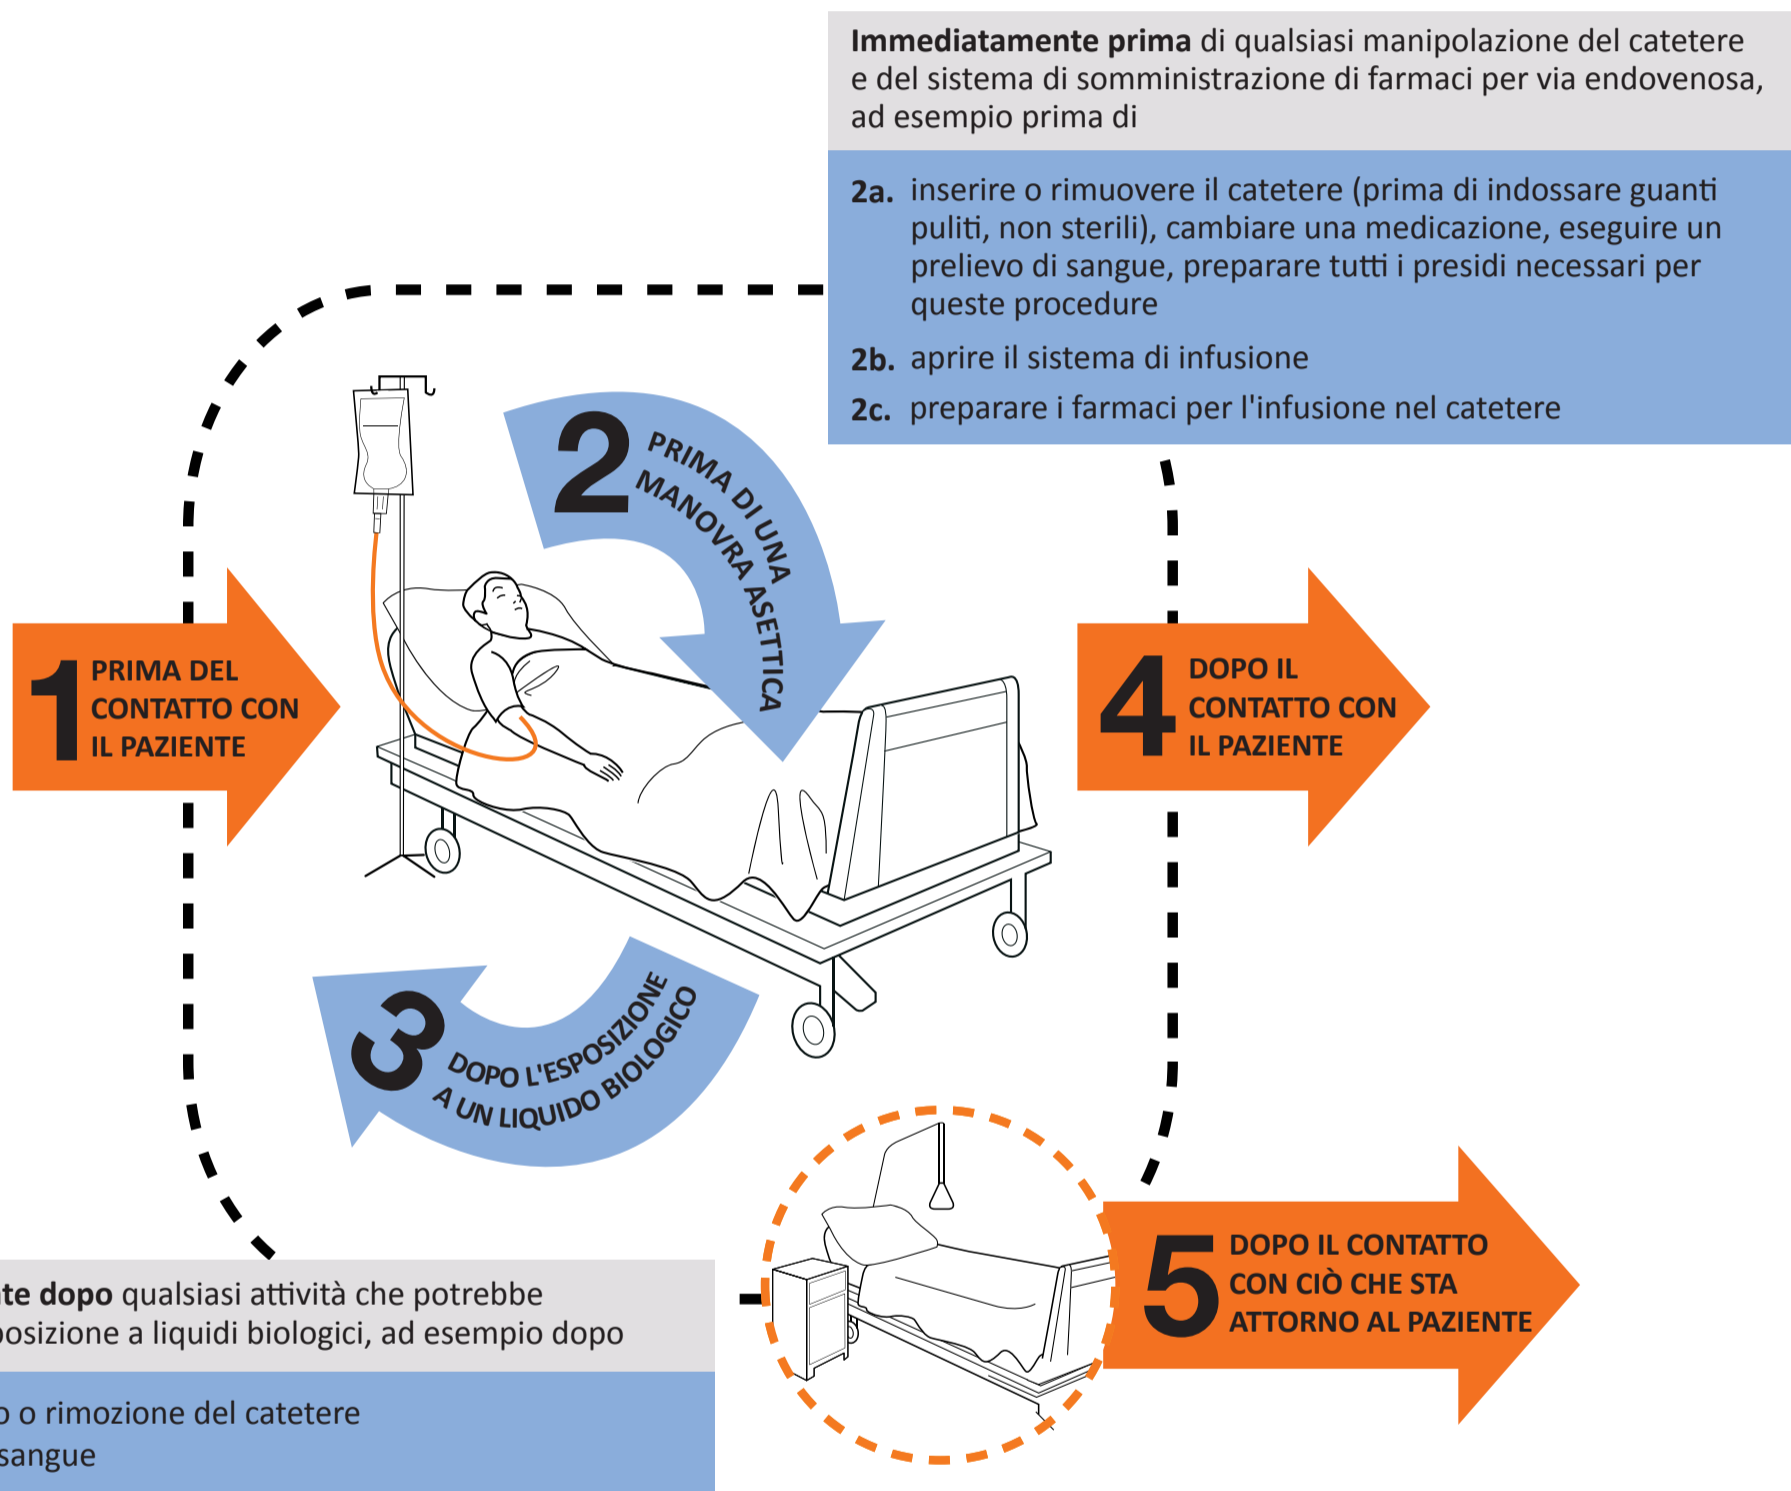 Immediatamente prima di qualsiasi manipolazione del catetere
e del sistema di somministrazione di farmaci per via endovenosa,
ad esempio prima di
2a. inserire o rimuovere il catetere (prima di indossare guanti
puliti, non sterili), cambiare una medicazione, eseguire un
prelievo di sangue, preparare tutti i presidi necessari per
queste procedure
2b. aprire il sistema di infusione
2c. preparare i farmaci per l'infusione nel catetere
2 PRIMA DI UNA
MANOVRA ASETTICA
1 PRIMA DEL
CONTATTO CON
IL PAZIENTE
4 DOPO IL
CONTATTO CON
IL PAZIENTE
3 DOPO L'ESPOSIZIONE
A UN LIQUIDO BIOLOGICO
5 DOPO IL CONTATTO
CON CIÒ CHE STA
ATTORNO AL PAZIENTE
dopo qualsiasi attività che potrebbe
a liquidi biologici, ad esempio dopo
o rimozione del catetere
sangue